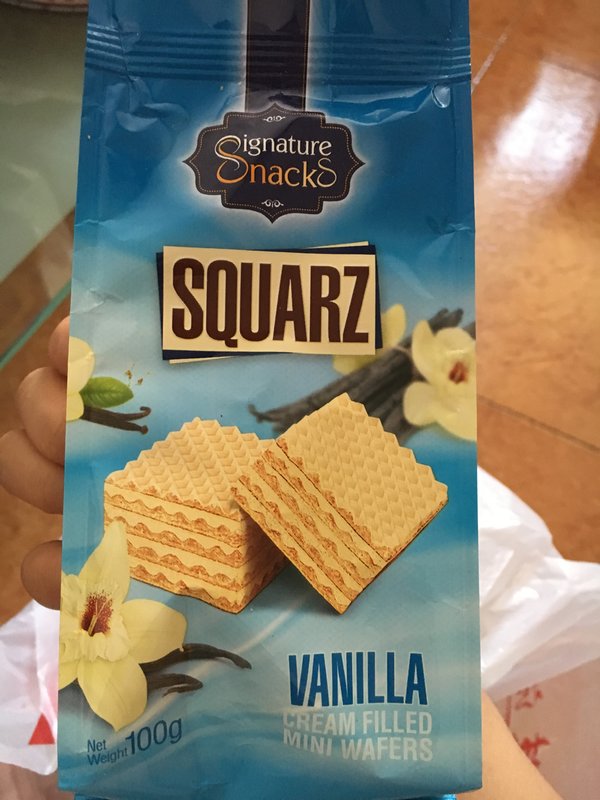 Signature
Snacks
SQUARZ
VANILLA
CREAM FILLED
MINI WAFERS
Net
Weight 100g